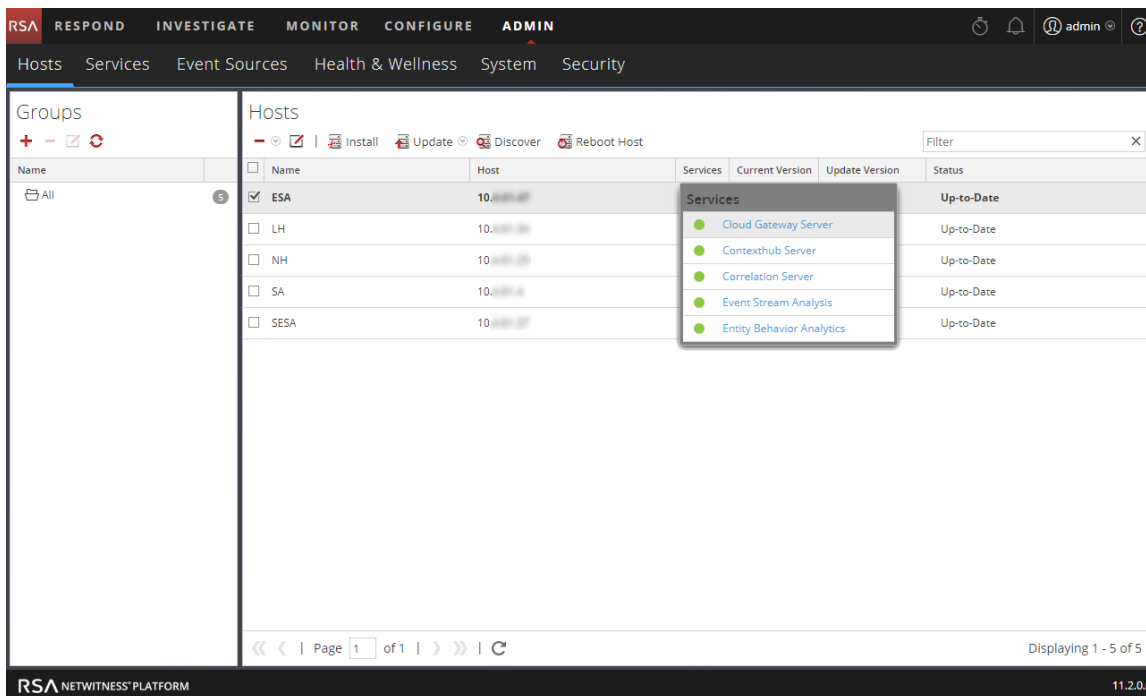 RSA RESPOND INVESTIGATE MONITOR CONFIGURE ADMIN admin
Hosts Services Event Sources Health & Wellness System Security
Groups
Name
All 5
Hosts
Install Update Discover Reboot Host Filter
Name Host Services Current Version Update Version Status
ESA 10. Up-to-Date
LH 10. Up-to-Date
NH 10 Up-to-Date
SA 10. Up-to-Date
SESA 10 Up-to-Date
Services
Cloud Gateway Server
Contexthub Server
Correlation Server
Event Stream Analysis
Entity Behavior Analytics
Page 1 of 1 Displaying 1 - 5 of 5
RSA NETWITNESS® PLATFORM 11.2.0.